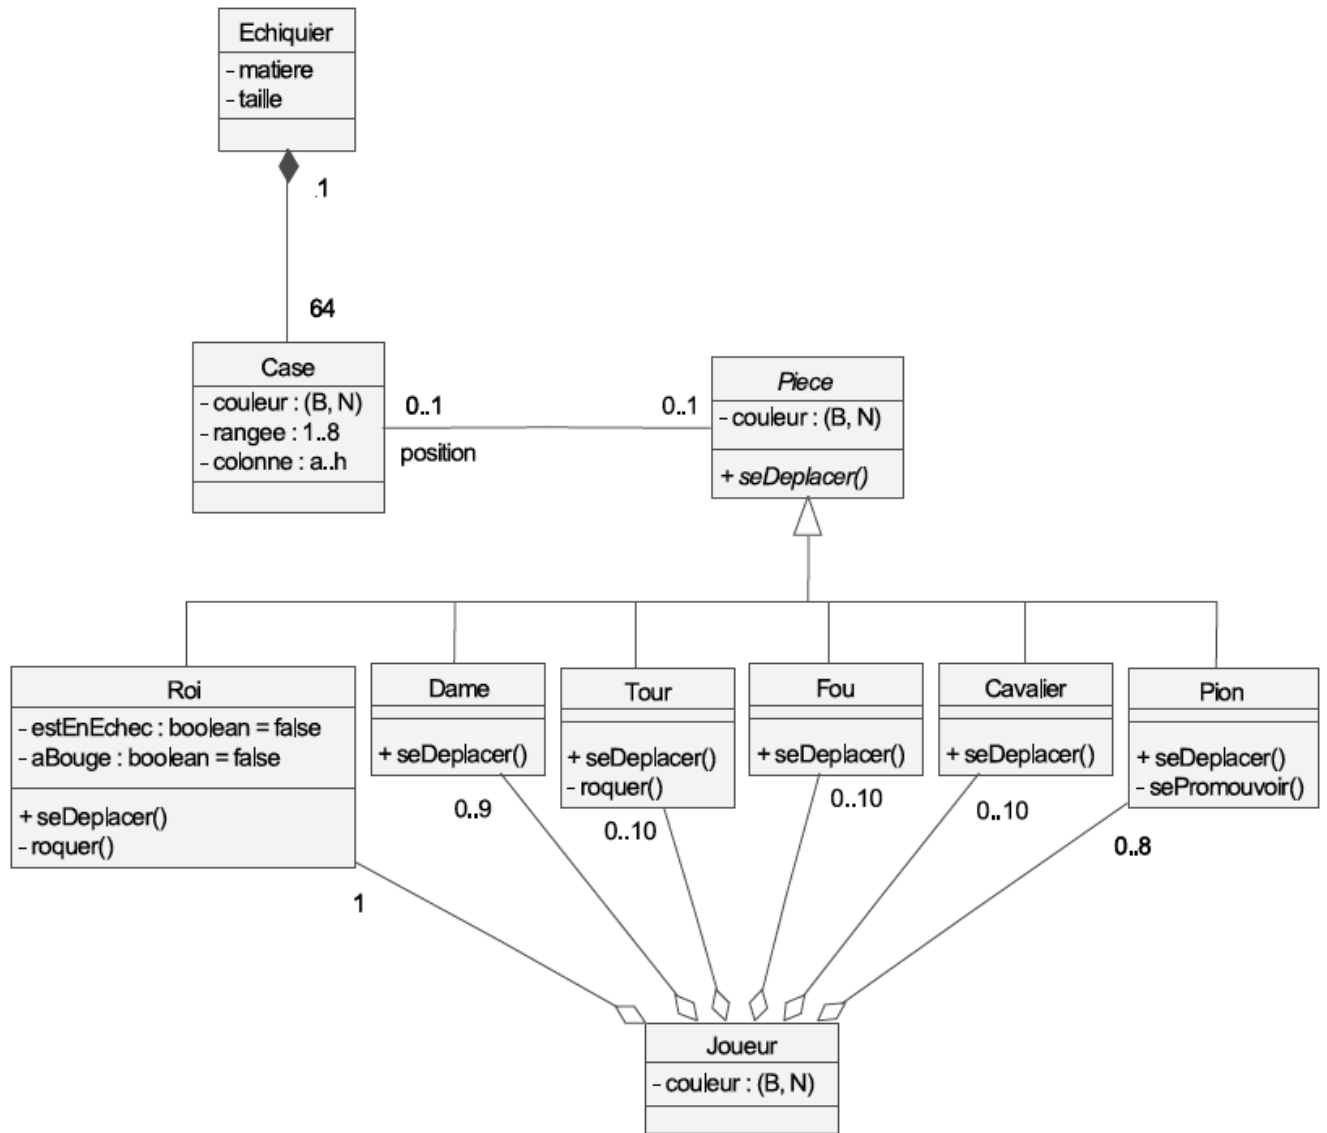 Echiquier
- matiere
- taille
.1
64
Case
- couleur : (B, N)
- rangee : 1..8
- colonne : a..h
0..1
0..1
position
Piece
- couleur : (B, N)
+ seDeplacer()
Roi
- estEnEchec : boolean = false
- aBouge : boolean = false
+ seDeplacer()
- roquer()
Dame
+ seDeplacer()
Tour
+ seDeplacer()
- roquer()
Fou
+ seDeplacer()
Cavalier
+ seDeplacer()
Pion
+ seDeplacer()
- sePromouvoir()
1
0..9
0..10
0..10
0..10
0..8
Joueur
- couleur : (B, N)